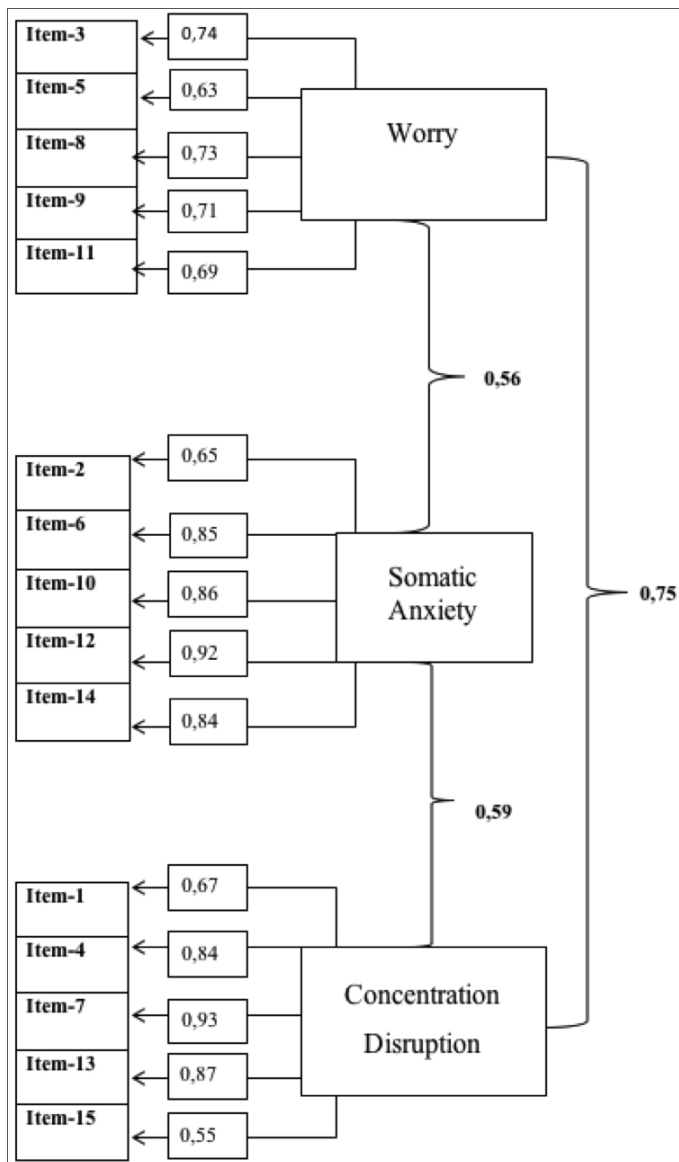 Item-3
0,74
Item-5
0,63
Worry
Item-8
0,73
Item-9
0,71
Item-11
0,69
0,56
Item-2
0,65
Item-6
0,85
Somatic
Anxiety
Item-10
0,86
0,75
Item-12
0,92
Item-14
0,84
0,59
Item-1
0,67
Item-4
0,84
Concentration
Disruption
Item-7
0,93
Item-13
0,87
Item-15
0,55